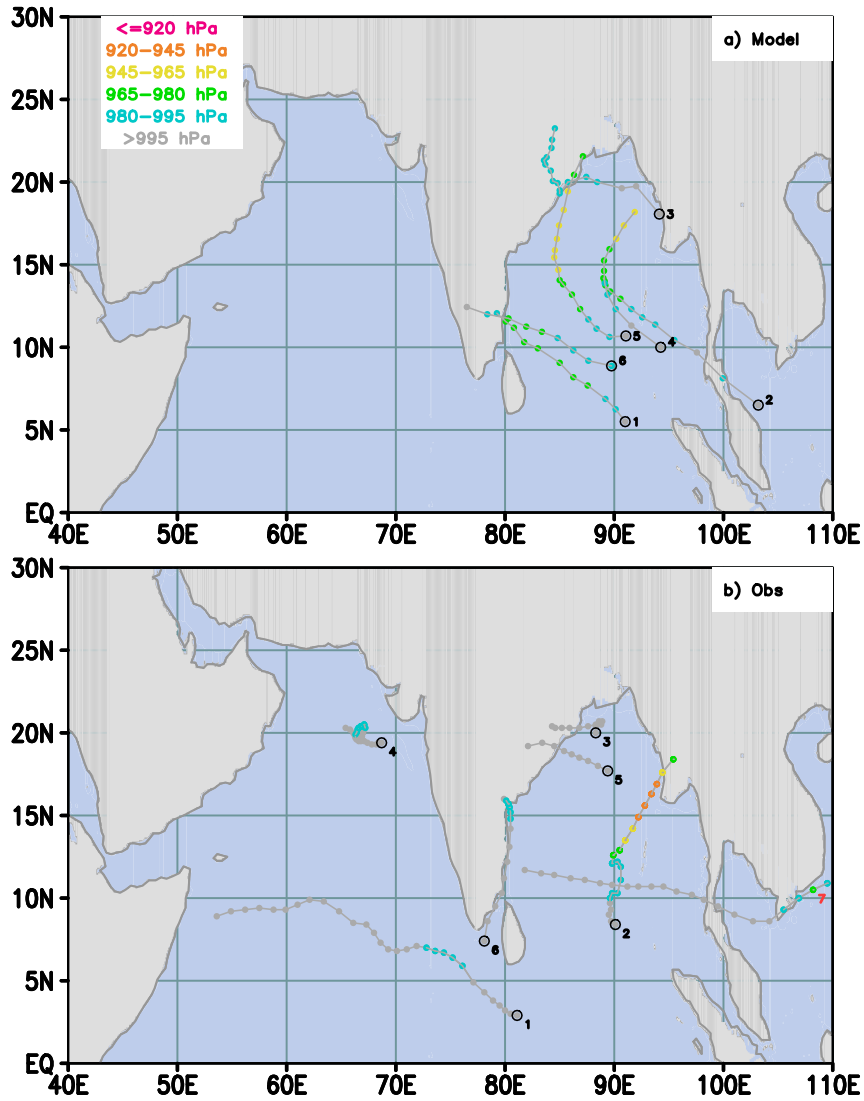 30N
<=920 hPa
920-945 hPa
945-965 hPa
965-980 hPa
980-995 hPa
>995 hPa
a) Model
25N
20N
15N
10N
5N
EQ
3
5
4
6
2
1
40E 50E 60E 70E 80E 90E 100E 110E
30N
b) Obs
25N
20N
15N
10N
5N
EQ
3
4
5
7
2
6
1
40E 50E 60E 70E 80E 90E 100E 110E